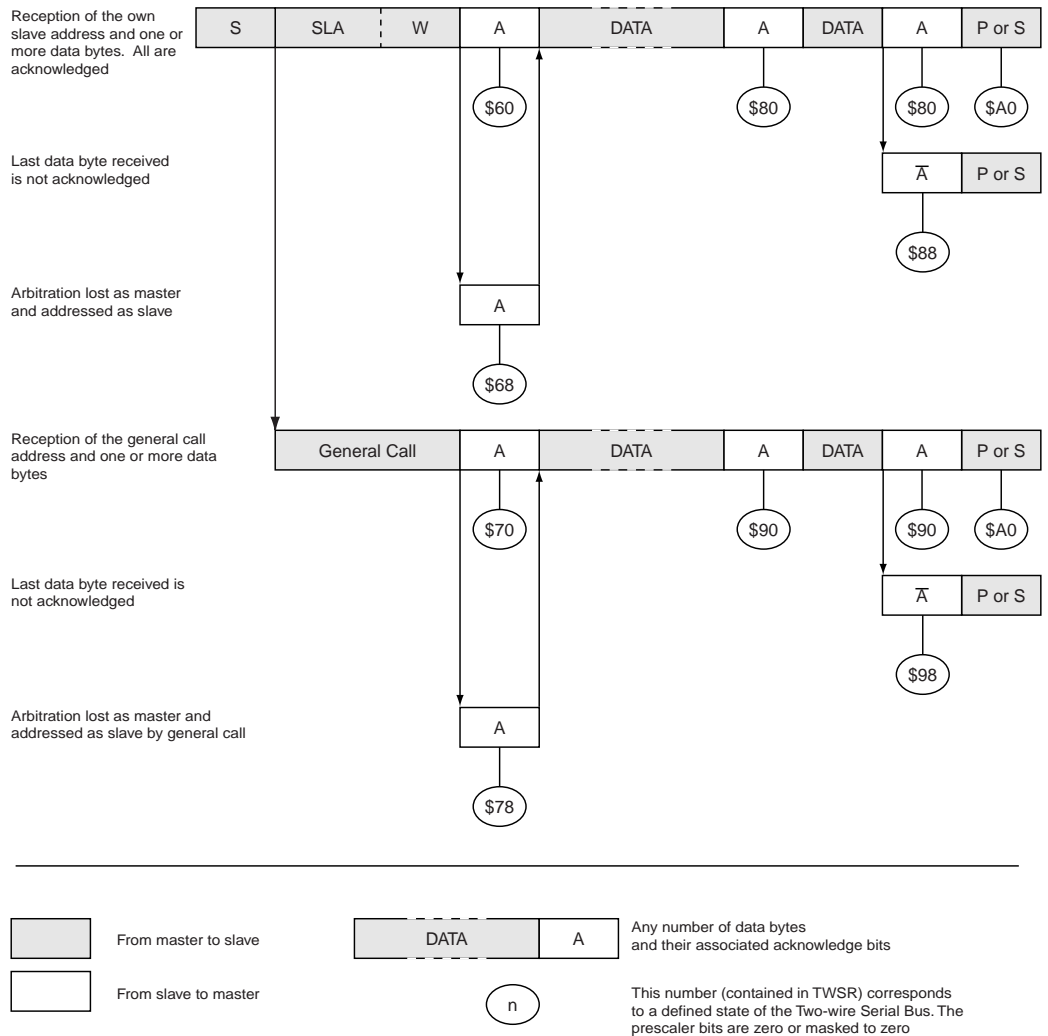 Reception of the own
slave address and one or
more data bytes. All are
acknowledged
S SLA W A DATA A DATA A P or S
$60 $80 $80 $A0
Last data byte received
is not acknowledged
A̅ P or S
$88
Arbitration lost as master
and addressed as slave
A
$68
Reception of the general call
address and one or more data
bytes
General Call A DATA A DATA A P or S
$70 $90 $90 $A0
Last data byte received is
not acknowledged
A̅ P or S
$98
Arbitration lost as master and
addressed as slave by general call
A
$78
From master to slave
DATA A
Any number of data bytes
and their associated acknowledge bits
From slave to master
n
This number (contained in TWSR) corresponds
to a defined state of the Two-wire Serial Bus. The
prescaler bits are zero or masked to zero